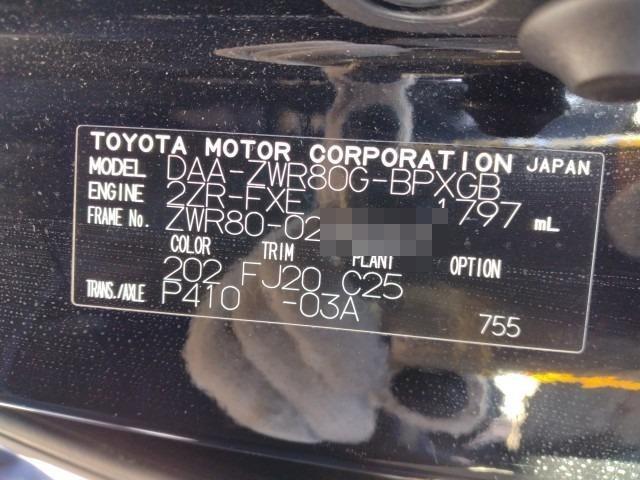 TOYOTA MOTOR CORPORATION JAPAN
MODEL DAA-ZWR80G-BPXGB
ENGINE 2ZR-FXE 1797 mL
FRAME No. ZWR80-02
COLOR TRIM PLANT OPTION
202 FJ20 C25
TRANS./AXLE P410 -03A
755